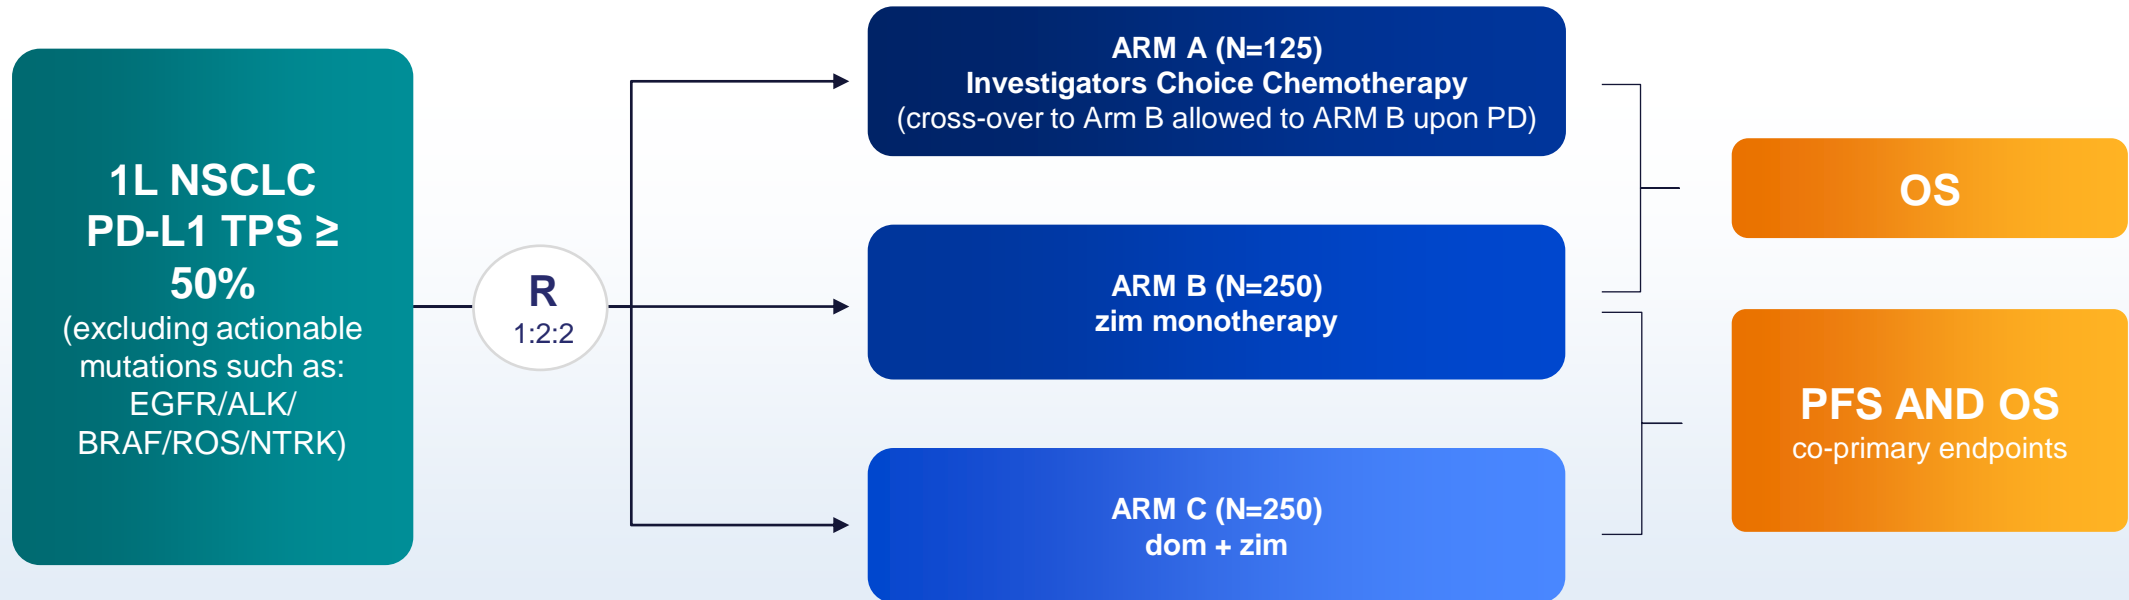 1L NSCLC
PD-L1 TPS ≥
50%
(excluding actionable
mutations such as:
EGFR/ALK/
BRAF/ROS/NTRK)
R
1:2:2
ARM A (N=125)
Investigators Choice Chemotherapy
(cross-over to Arm B allowed to ARM B upon PD)
ARM B (N=250)
zim monotherapy
ARM C (N=250)
dom + zim
OS
PFS AND OS
co-primary endpoints